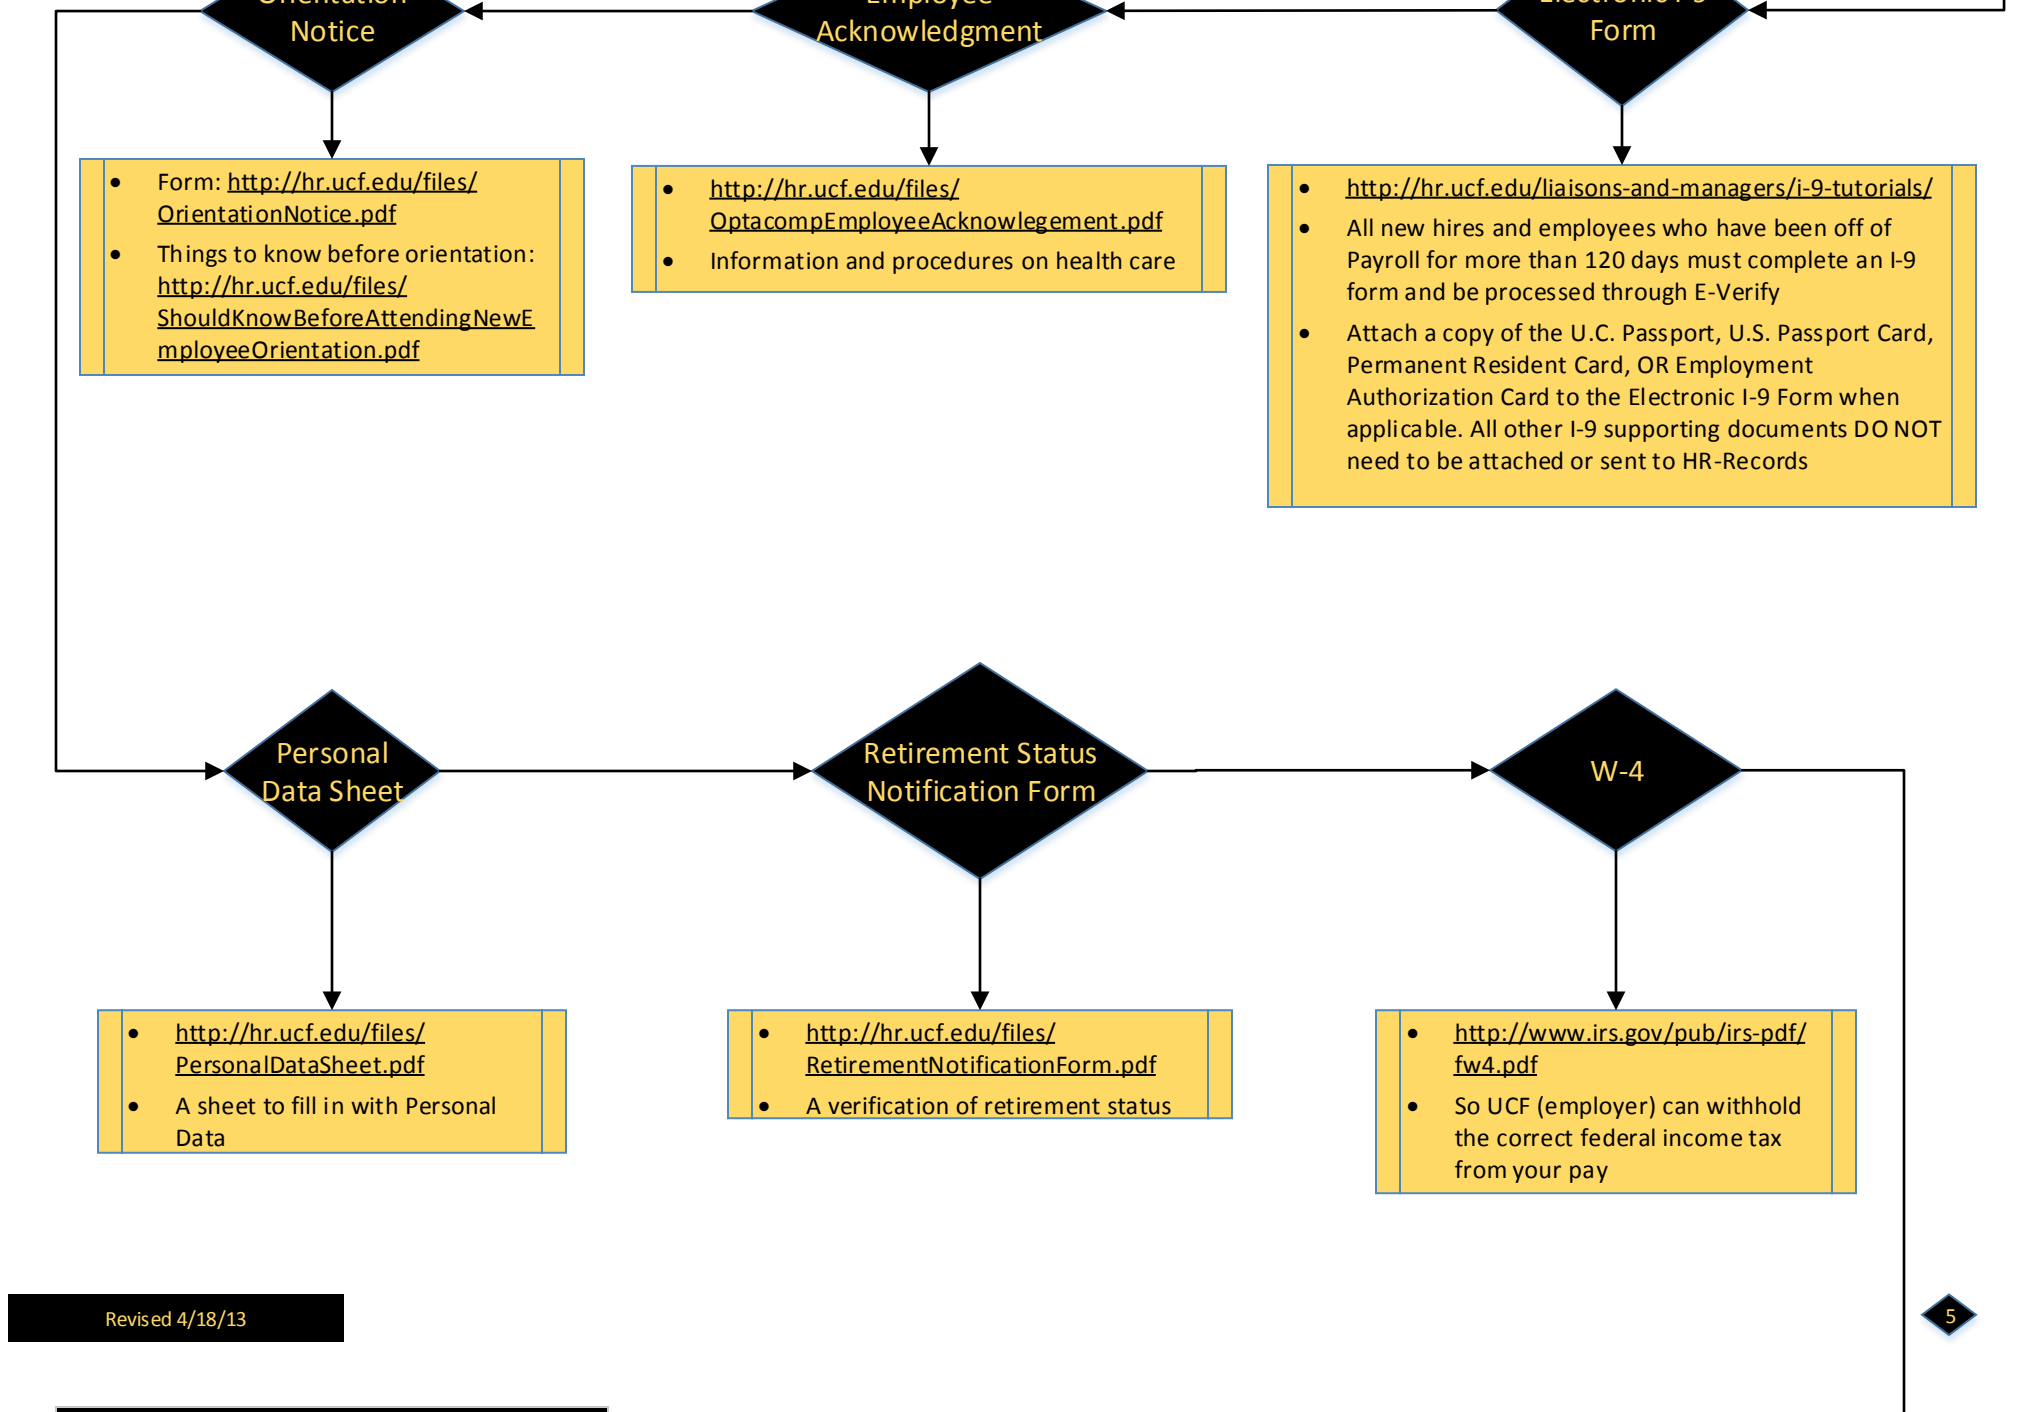 Orientation
Notice
Employee
Acknowledgment
Electronic I-9
Form
Form: http://hr.ucf.edu/files/
OrientationNotice.pdf
Things to know before orientation:
http://hr.ucf.edu/files/
ShouldKnowBeforeAttendingNewE
mployeeOrientation.pdf
http://hr.ucf.edu/files/
OptacompEmployeeAcknowlegement.pdf
Information and procedures on health care
http://hr.ucf.edu/liaisons-and-managers/i-9-tutorials/
All new hires and employees who have been off of
Payroll for more than 120 days must complete an I-9
form and be processed through E-Verify
Attach a copy of the U.C. Passport, U.S. Passport Card,
Permanent Resident Card, OR Employment
Authorization Card to the Electronic I-9 Form when
applicable. All other I-9 supporting documents DO NOT
need to be attached or sent to HR-Records
Personal
Data Sheet
Retirement Status
Notification Form
W-4
http://hr.ucf.edu/files/
PersonalDataSheet.pdf
A sheet to fill in with Personal
Data
http://hr.ucf.edu/files/
RetirementNotificationForm.pdf
A verification of retirement status
http://www.irs.gov/pub/irs-pdf/
fw4.pdf
So UCF (employer) can withhold
the correct federal income tax
from your pay
Revised 4/18/13
5